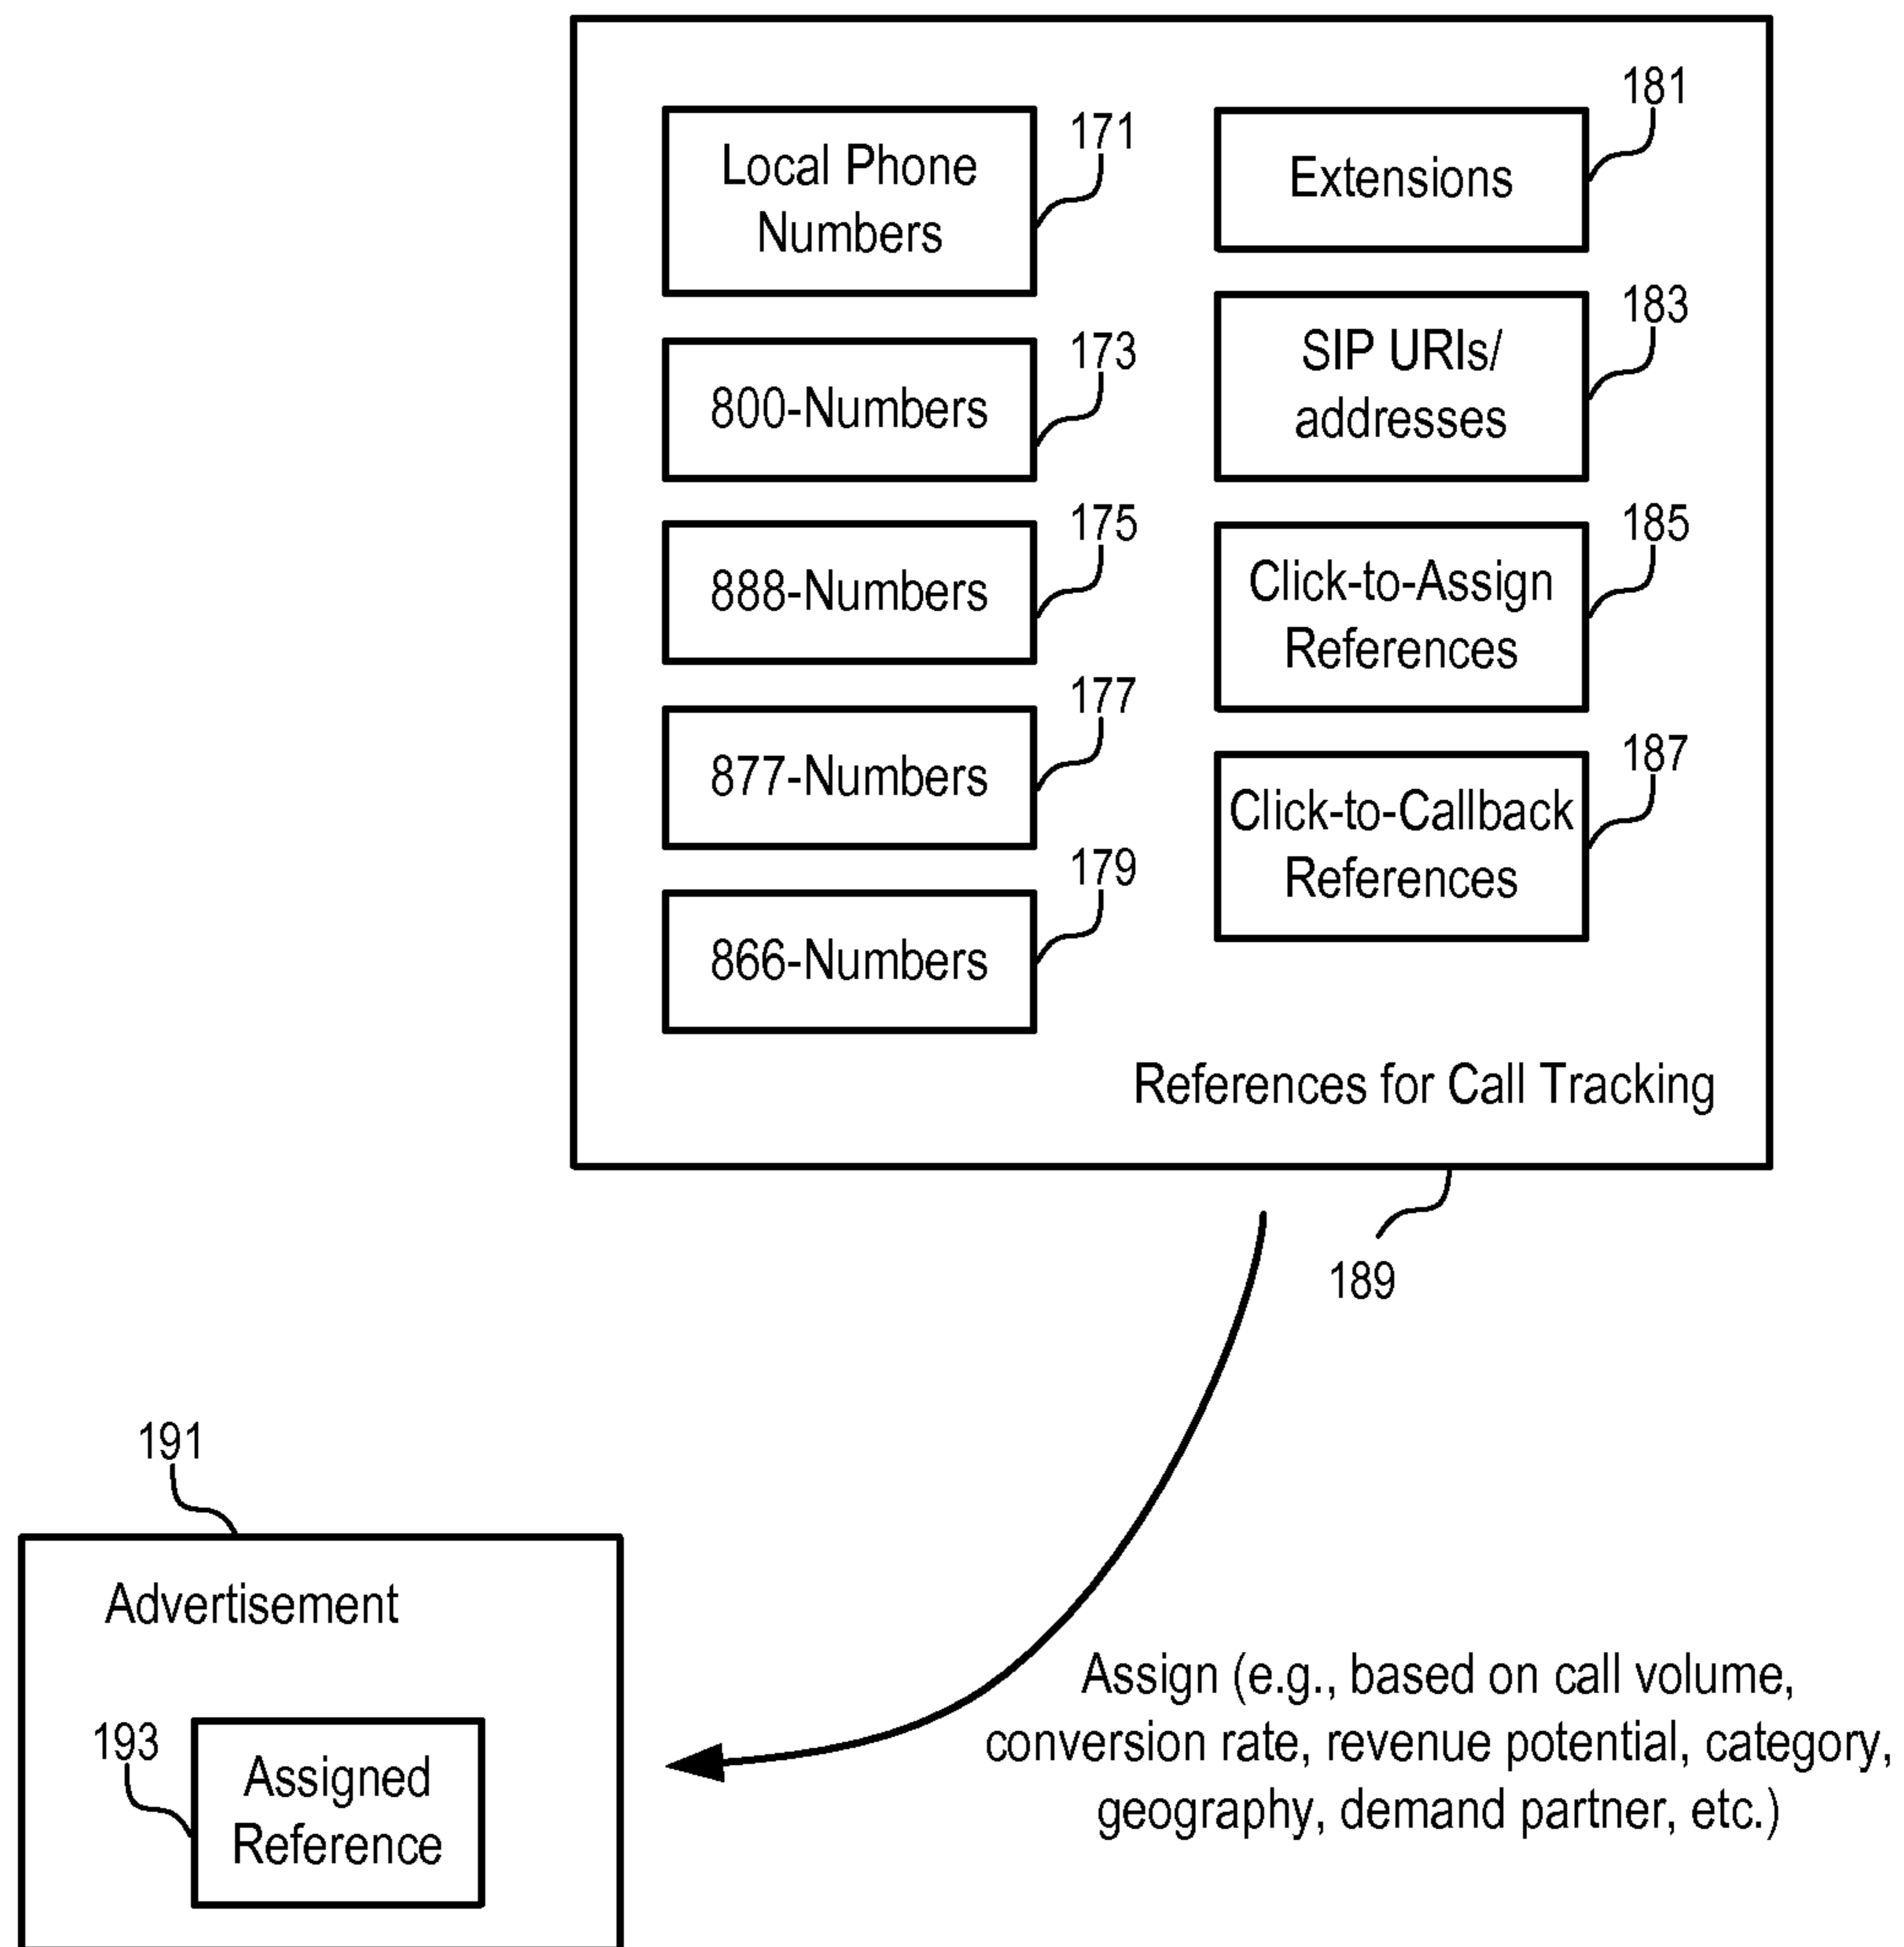 Local Phone
Numbers
171
800-Numbers
173
888-Numbers
175
877-Numbers
177
866-Numbers
179
Extensions
181
SIP URIs/
addresses
183
Click-to-Assign
References
185
Click-to-Callback
References
187
References for Call Tracking
189
191
Advertisement
193
Assigned
Reference
Assign (e.g., based on call volume,
conversion rate, revenue potential, category,
geography, demand partner, etc.)